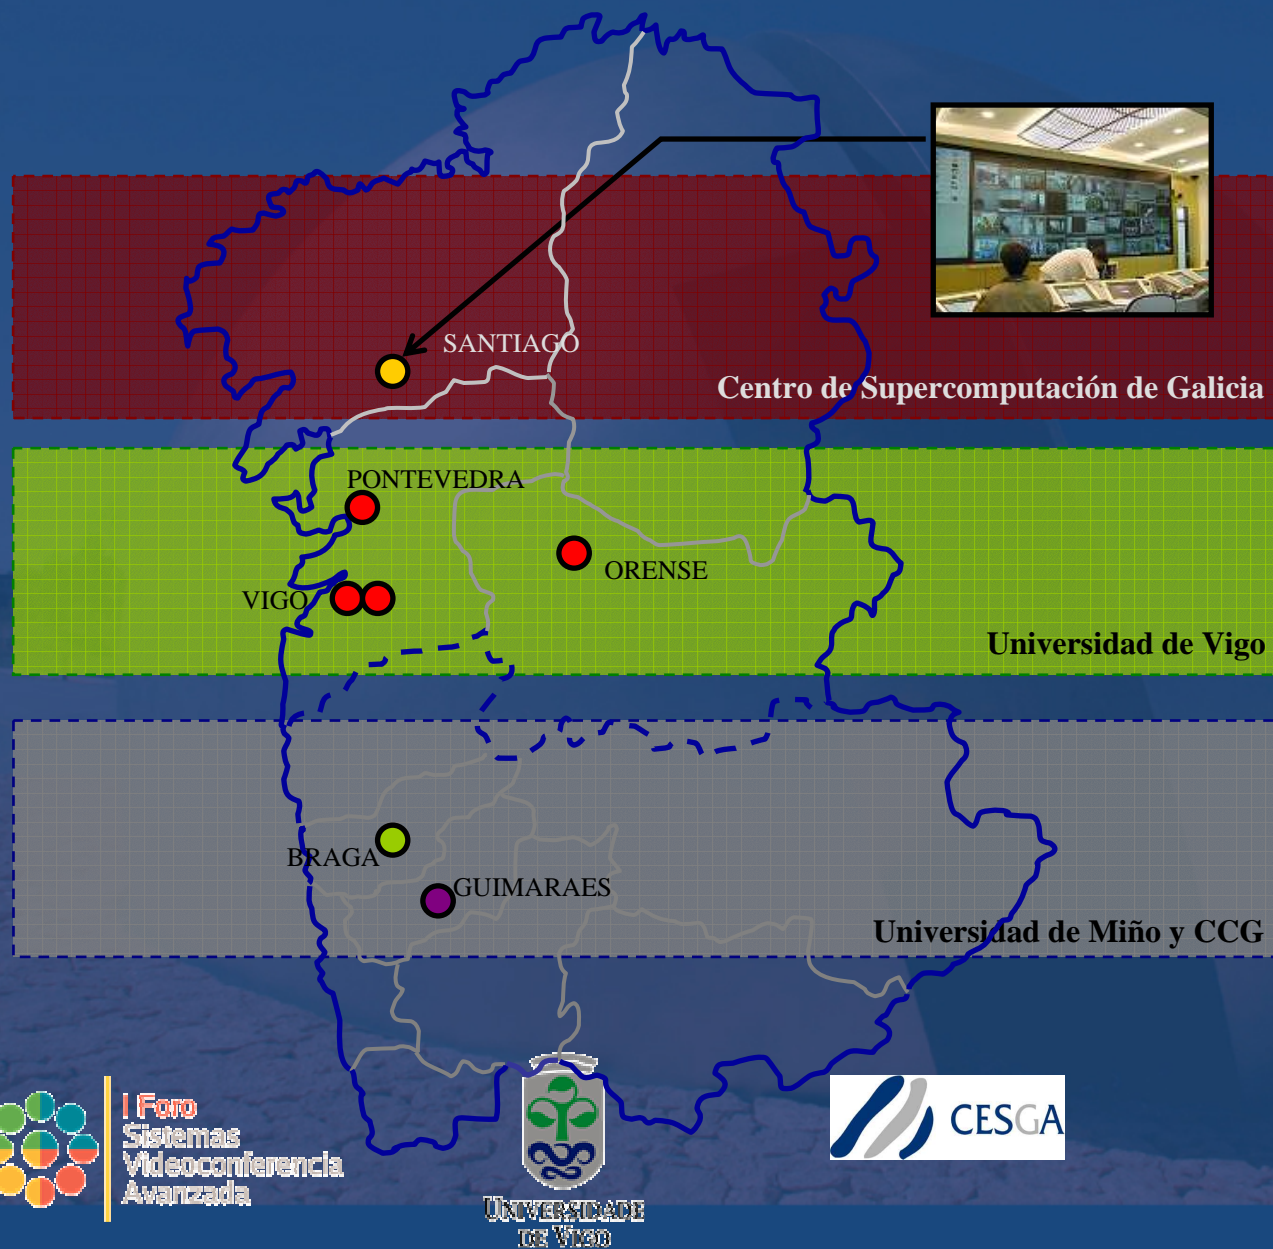 SANTIAGO
Centro de Supercomputación de Galicia
PONTEVEDRA
ORENSE
VIGO
Universidad de Vigo
BRAGA
GUIMARAES
Universidad de Miño y CCG
I Foro
Sistemas
Videoconferencia
Avanzada
UNIVERSIDADE
DE VIGO
CESGA